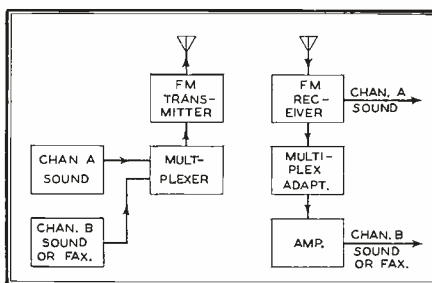 FM
TRANS-
MITTER
CHAN A
SOUND
MULT-
PLEXER
CHAN. B
SOUND
OR FAX.
FM
REC-
EIVER
CHAN. A
SOUND
MULTI-
PLEX
ADAPT.
AMP.
CHAN. B
SOUND
OR FAX.